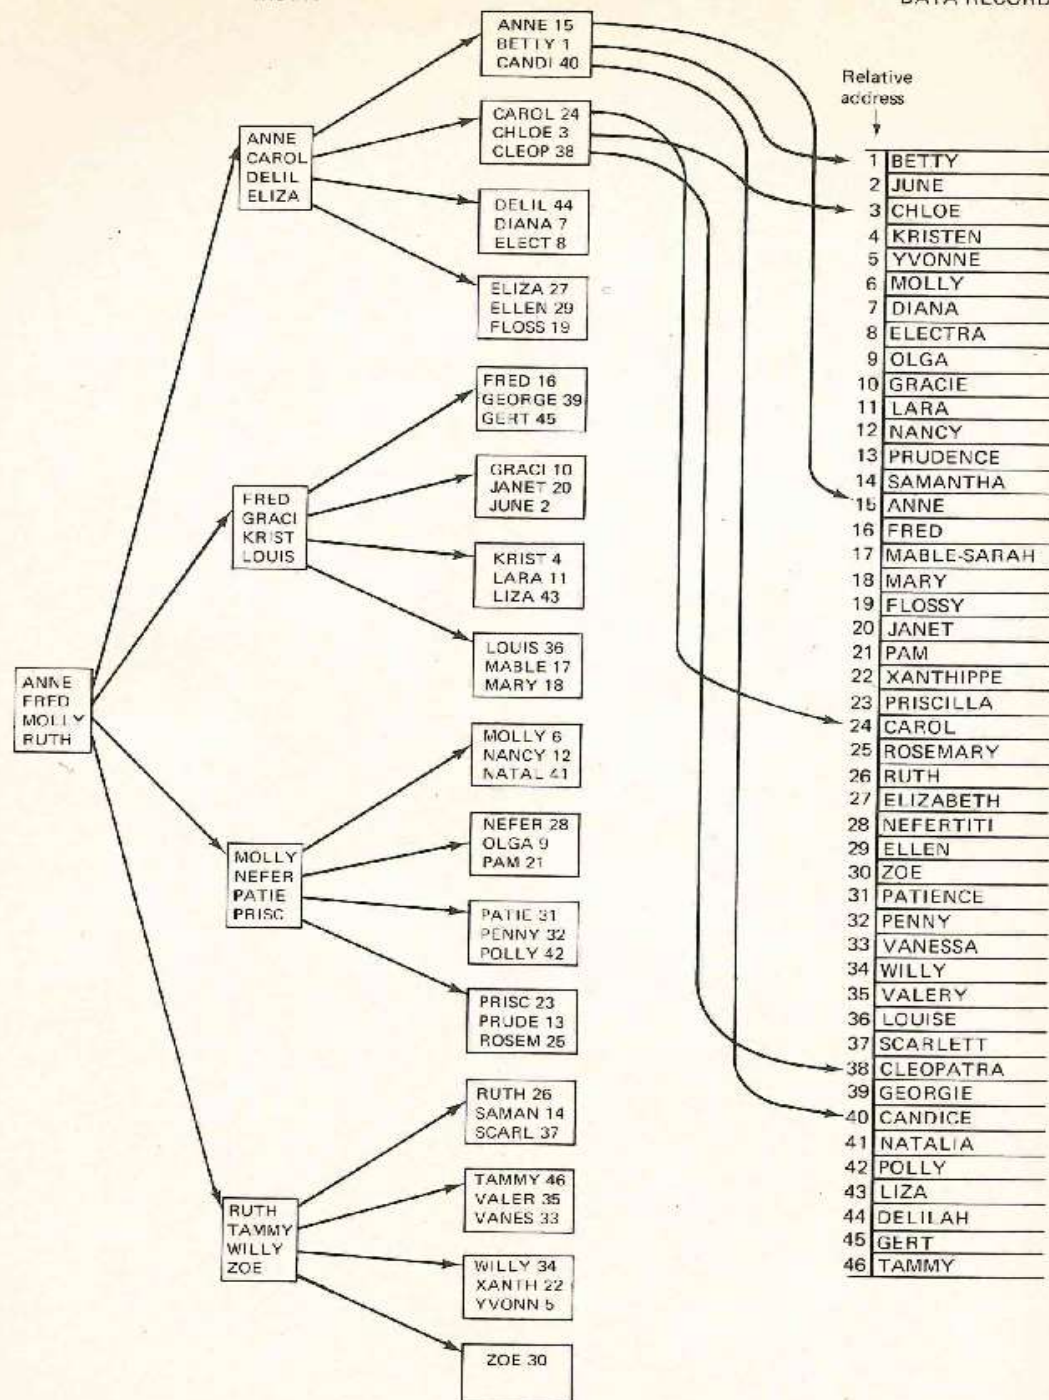 DATA RECORD
ANNE
FRED
MOLLY
RUTH
ANNE
CAROL
DELIL
ELIZA
FRED
GRACI
KRIST
LOUIS
MOLLY
NEFER
PATIE
PRISC
RUTH
TAMMY
WILLY
ZOE
ANNE 15
BETTY 1
CANDI 40
CAROL 24
CHLOE 3
CLEOP 38
DELIL 44
DIANA 7
ELECT 8
ELIZA 27
ELLEN 29
FLOSS 19
FRED 16
GEORGE 39
GERT 45
GRACI 10
JANET 20
JUNE 2
KRIST 4
LARA 11
LIZA 43
LOUIS 36
MABLE 17
MARY 18
MOLLY 6
NANCY 12
NATAL 41
NEFER 28
OLGA 9
PAM 21
PATIE 31
PENNY 32
POLLY 42
PRISC 23
PRUDE 13
ROSEM 25
RUTH 26
SAMAN 14
SCARL 37
TAMMY 46
VALER 35
VANES 33
WILLY 34
XANTH 22
YVONN 5
ZOE 30
Relative
address
1 BETTY
2 JUNE
3 CHLOE
4 KRISTEN
5 YVONNE
6 MOLLY
7 DIANA
8 ELECTRA
9 OLGA
10 GRACIE
11 LARA
12 NANCY
13 PRUDENCE
14 SAMANTHA
15 ANNE
16 FRED
17 MABLE-SARAH
18 MARY
19 FLOSSY
20 JANET
21 PAM
22 XANTHIPPE
23 PRISCILLA
24 CAROL
25 ROSEMARY
26 RUTH
27 ELIZABETH
28 NEFERTITI
29 ELLEN
30 ZOE
31 PATIENCE
32 PENNY
33 VANESSA
34 WILLY
35 VALERY
36 LOUISE
37 SCARLETT
38 CLEOPATRA
39 GEORGIE
40 CANDICE
41 NATALIA
42 POLLY
43 LIZA
44 DELILAH
45 GERT
46 TAMMY